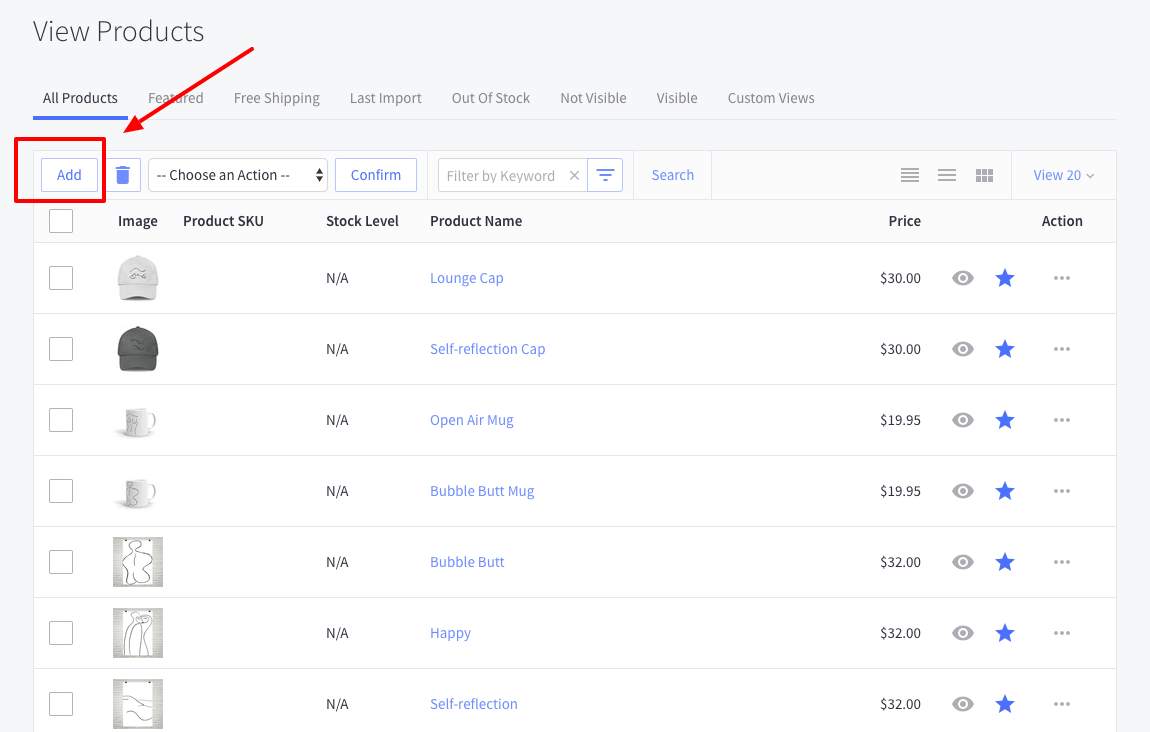 View Products
All Products Featured Free Shipping Last Import Out Of Stock Not Visible Visible Custom Views
Add -- Choose an Action -- Confirm Filter by Keyword Search View 20
Image Product SKU Stock Level Product Name Price Action
N/A Lounge Cap $30.00
N/A Self-reflection Cap $30.00
N/A Open Air Mug $19.95
N/A Bubble Butt Mug $19.95
N/A Bubble Butt $32.00
N/A Happy $32.00
N/A Self-reflection $32.00